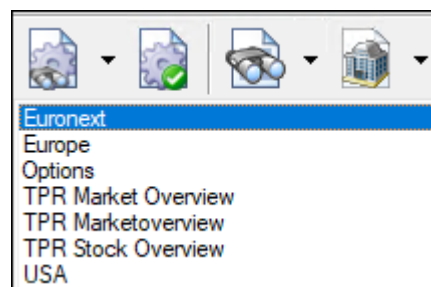 Euronext
Europe
Options
TPR Market Overview
TPR Marketoverview
TPR Stock Overview
USA